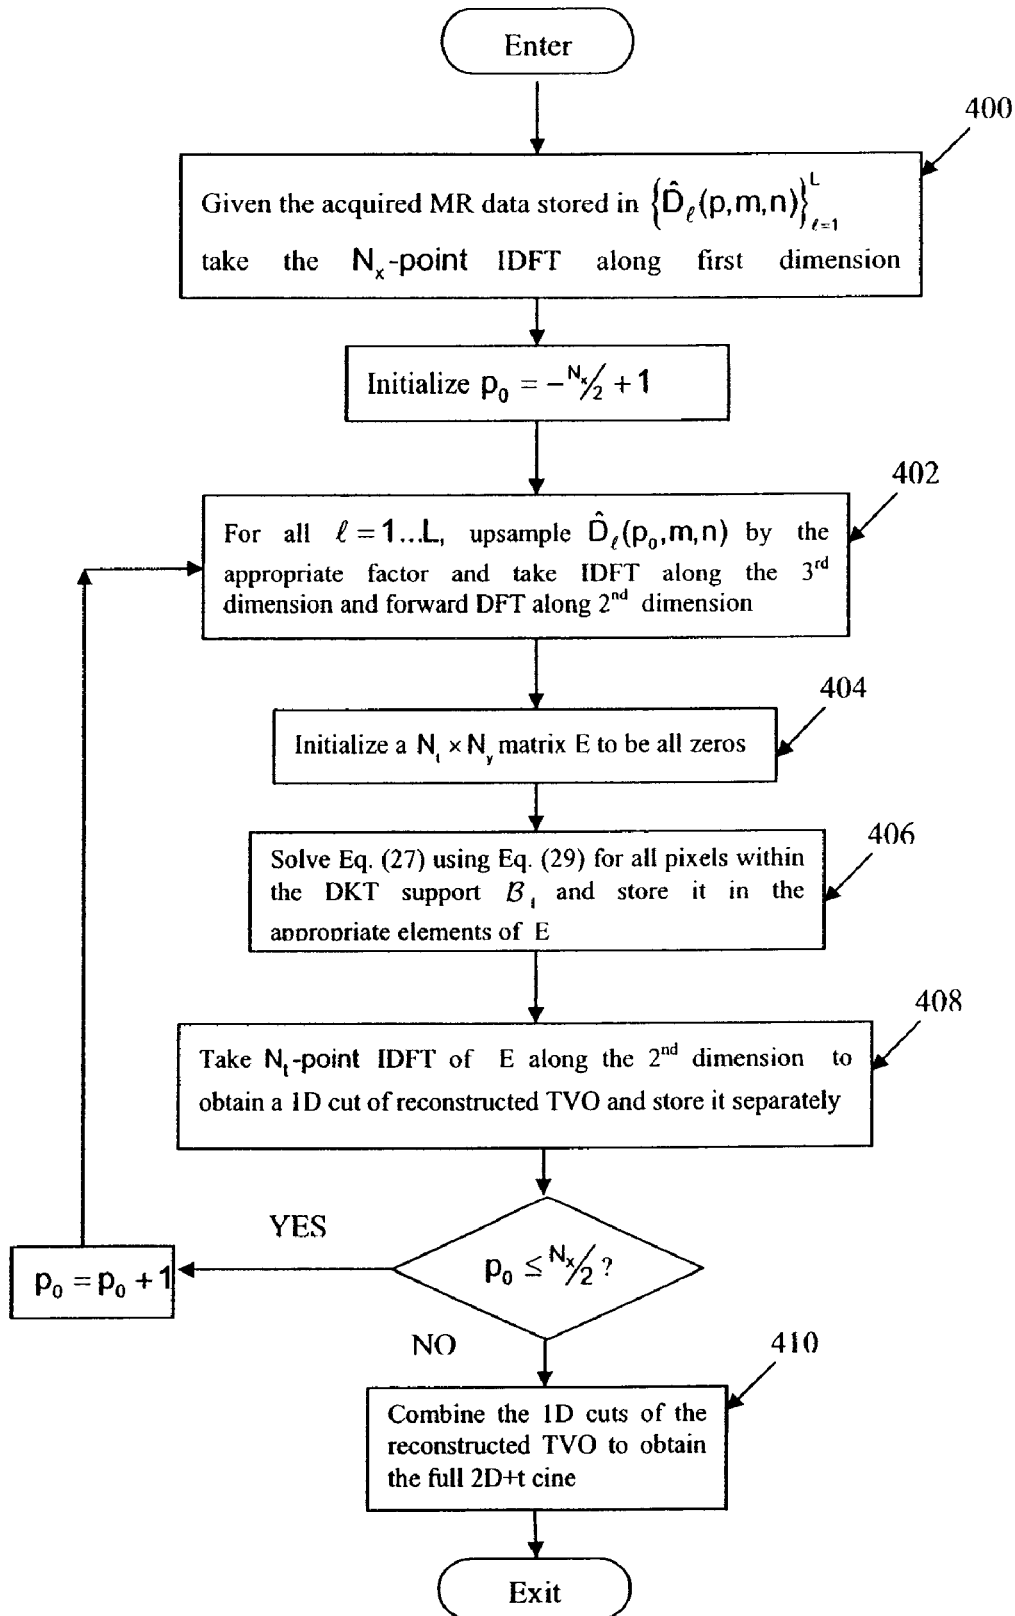 Enter
400
Given the acquired MR data stored in {D̂ℓ(p,m,n)}ᴸℓ=1
take the Nx-point IDFT along first dimension
Initialize p0 = −Nx/2 + 1
402
For all ℓ = 1...L, upsample D̂ℓ(p0,m,n) by the
appropriate factor and take IDFT along the 3rd
dimension and forward DFT along 2nd dimension
404
Initialize a Nt × Ny matrix E to be all zeros
406
Solve Eq. (27) using Eq. (29) for all pixels within
the DKT support ℬt and store it in the
appropriate elements of E
408
Take Nt-point IDFT of E along the 2nd dimension to
obtain a 1D cut of reconstructed TVO and store it separately
YES
p0 ≤ Nx/2?
p0 = p0 + 1
NO
410
Combine the 1D cuts of the
reconstructed TVO to obtain
the full 2D+t cine
Exit